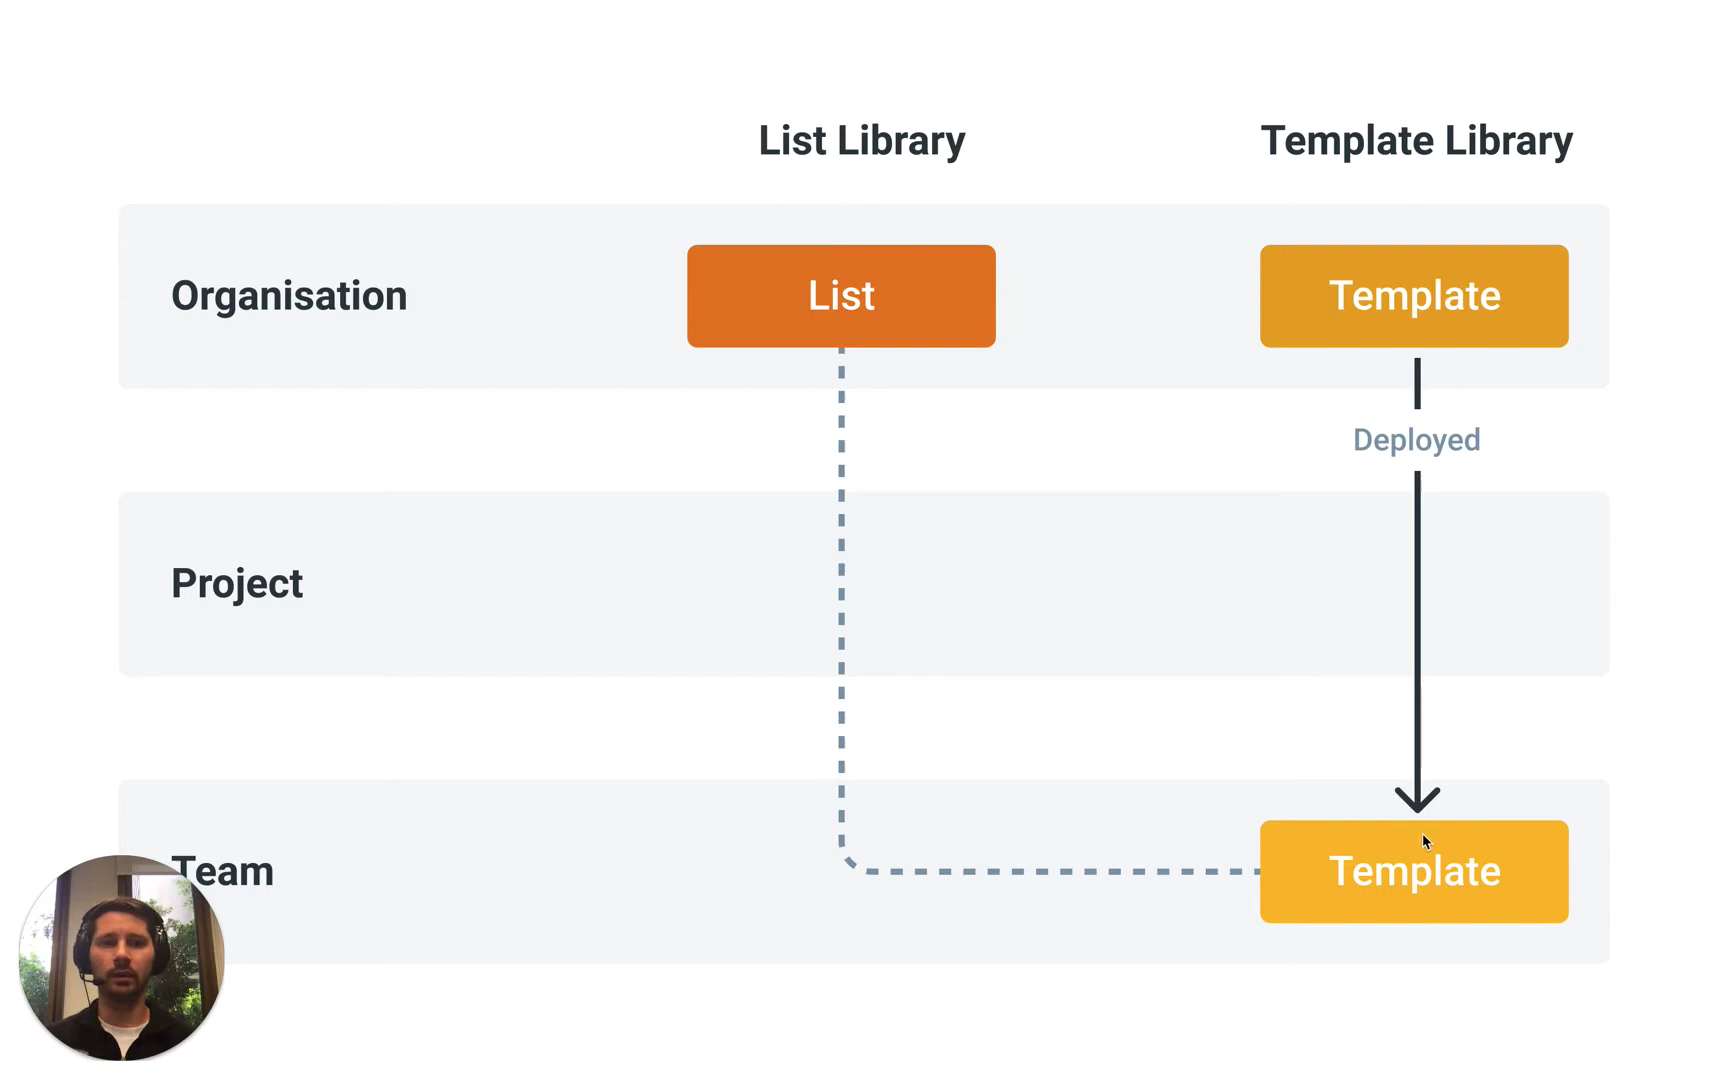 List Library
Template Library
Organisation
List
Template
Deployed
Project
Team
Template